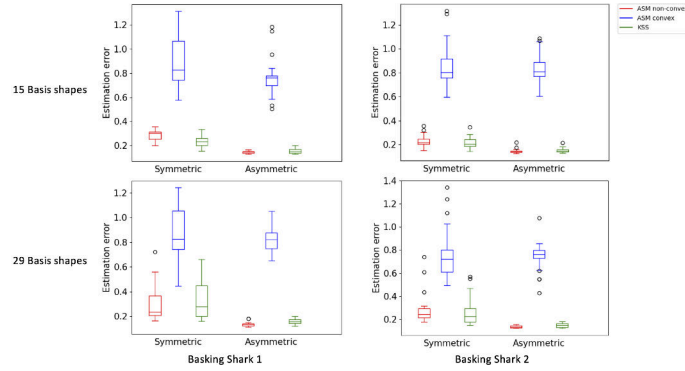 ASM non-conve
ASM convex
KSS
15 Basis shapes
Estimation error
1.2
1.0
0.8
0.6
0.4
0.2
Symmetric
Asymmetric
Estimation error
1.2
1.0
0.8
0.6
0.4
0.2
Symmetric
Asymmetric
29 Basis shapes
Estimation error
1.2
1.0
0.8
0.6
0.4
0.2
Symmetric
Asymmetric
Basking Shark 1
Estimation error
1.4
1.2
1.0
0.8
0.6
0.4
0.2
Symmetric
Asymmetric
Basking Shark 2